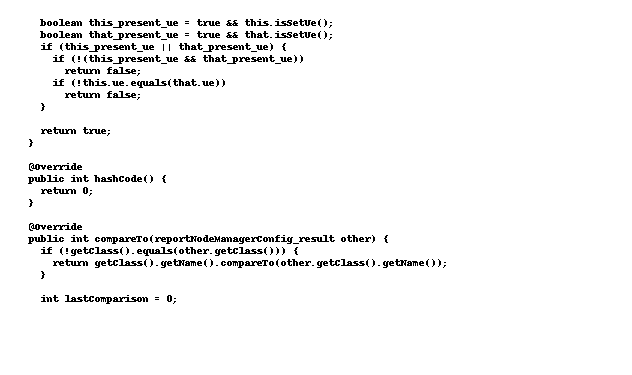 boolean this_present_ue = true && this.isSetUe();
boolean that_present_ue = true && that.isSetUe();
if (this_present_ue || that_present_ue) {
if (!(this_present_ue && that_present_ue))
return false;
if (!this.ue.equals(that.ue))
return false;
}
return true;
}
@Override
public int hashCode() {
return 0;
}
@Override
public int compareTo(reportNodeManagerConfig_result other) {
if (!getClass().equals(other.getClass())) {
return getClass().getName().compareTo(other.getClass().getName());
}
int lastComparison = 0;